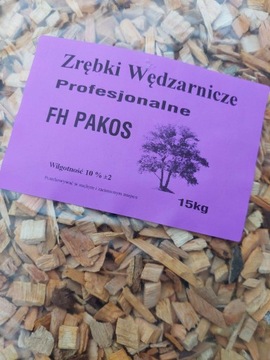 Zrębki Wędzarnicze
Profesjonalne
FH PAKOS
Wilgotność 10 % ±2
15kg